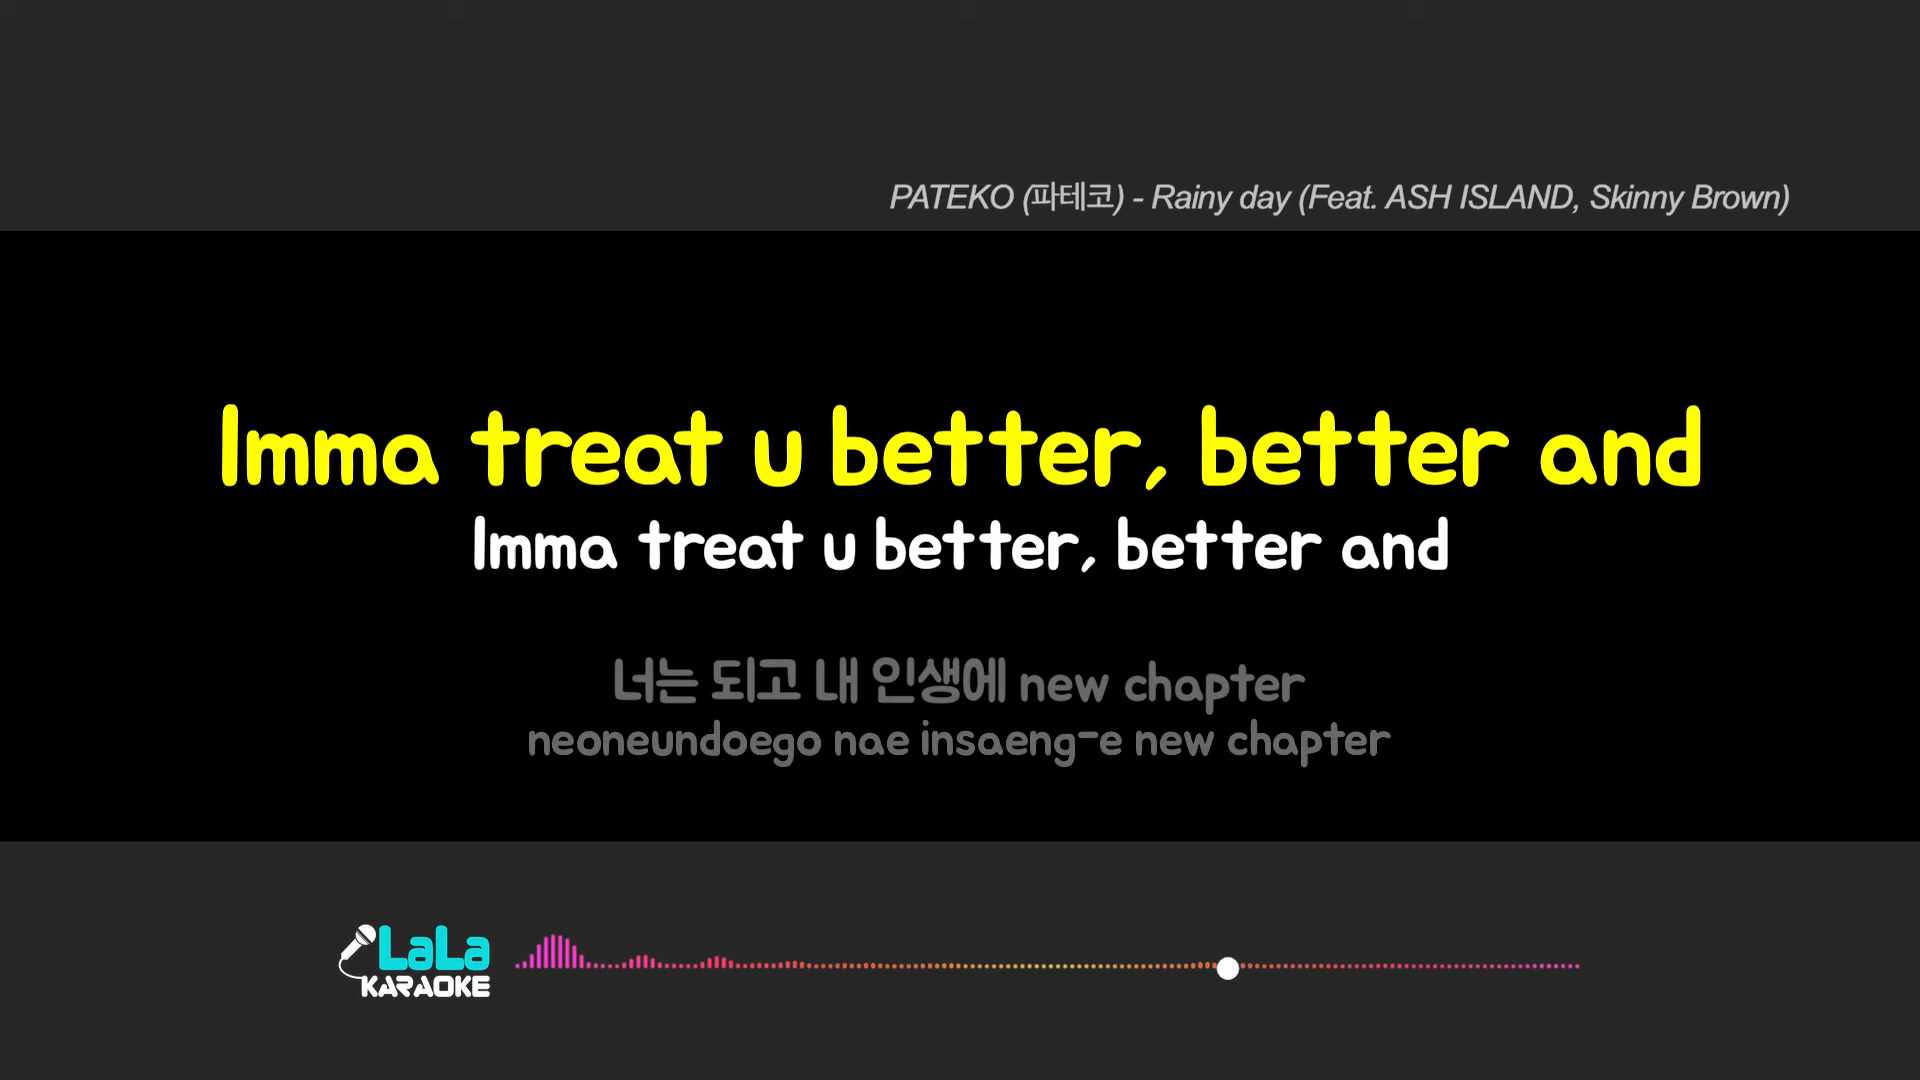 PATEKO (파테코) - Rainy day (Feat. ASH ISLAND, Skinny Brown)
Imma treat u better, better and
Imma treat u better, better and
너는 되고 내 인생에 new chapter
neoneundoego nae insaeng-e new chapter
LaLa
KARAOKE